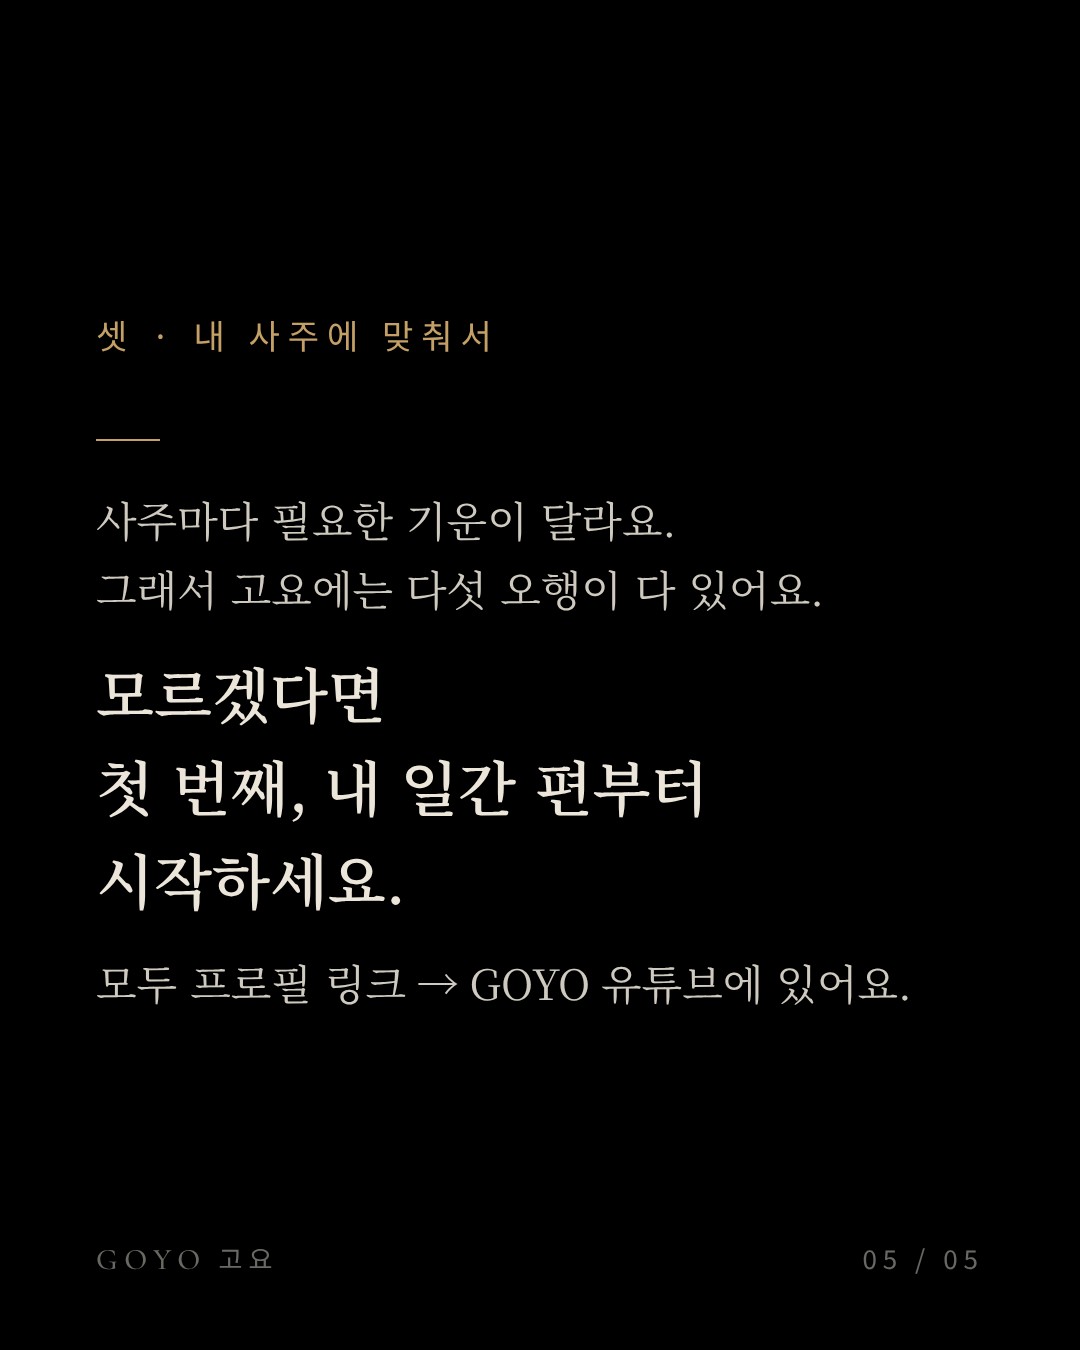 셋 · 내 사주에 맞춰서
사주마다 필요한 기운이 달라요.
그래서 고요에는 다섯 오행이 다 있어요.
모르겠다면
첫 번째, 내 일간 편부터
시작하세요.
모두 프로필 링크 → GOYO 유튜브에 있어요.
GOYO 고요
05 / 05